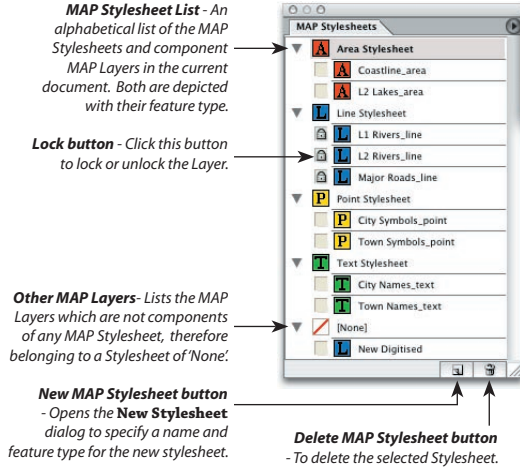 MAP Stylesheet List - An
alphabetical list of the MAP
Stylesheets and component
MAP Layers in the current
document. Both are depicted
with their feature type.
Lock button - Click this button
to lock or unlock the Layer.
Other MAP Layers- Lists the MAP
Layers which are not components
of any MAP Stylesheet, therefore
belonging to a Stylesheet of 'None'.
New MAP Stylesheet button
- Opens the New Stylesheet
dialog to specify a name and
feature type for the new stylesheet.
MAP Stylesheets
A Area Stylesheet
A Coastline_area
A L2 Lakes_area
L Line Stylesheet
L L1 Rivers_line
L L2 Rivers_line
L Major Roads_line
P Point Stylesheet
P City Symbols_point
P Town Symbols_point
T Text Stylesheet
T City Names_text
T Town Names_text
[None]
L New Digitised
Delete MAP Stylesheet button
- To delete the selected Stylesheet.